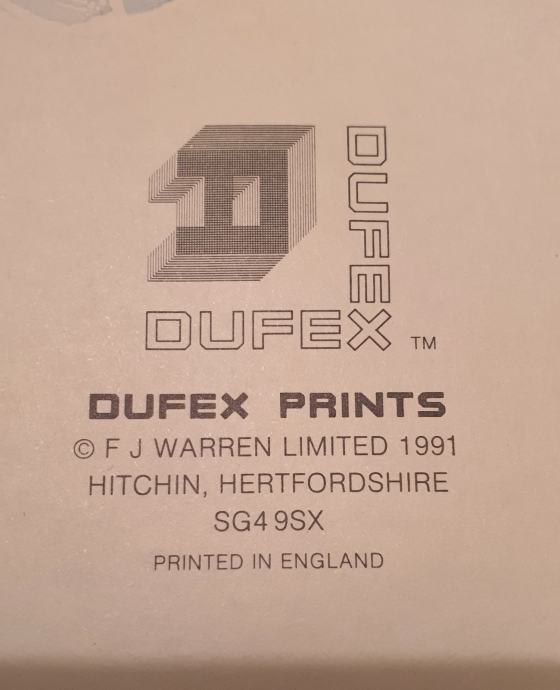 D
DUFEX
DUFEX ™
DUFEX PRINTS
© F J WARREN LIMITED 1991
HITCHIN, HERTFORDSHIRE
SG4 9SX
PRINTED IN ENGLAND